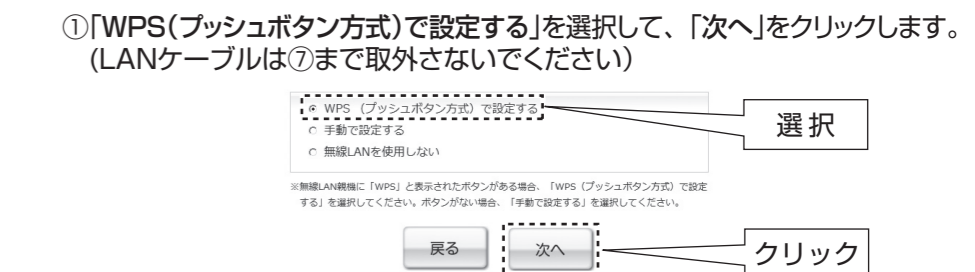 ①「WPS(プッシュボタン方式)で設定する」を選択して、「次へ」をクリックします。
(LANケーブルは⑦まで取外さないでください)
WPS (プッシュボタン方式) で設定する
選択
手動で設定する
無線LANを使用しない
※無線LAN親機に「WPS」と表示されたボタンがある場合、「WPS(プッシュボタン方式)で設定
する」を選択してください。ボタンがない場合、「手動で設定する」を選択してください。
戻る
次へ
クリック